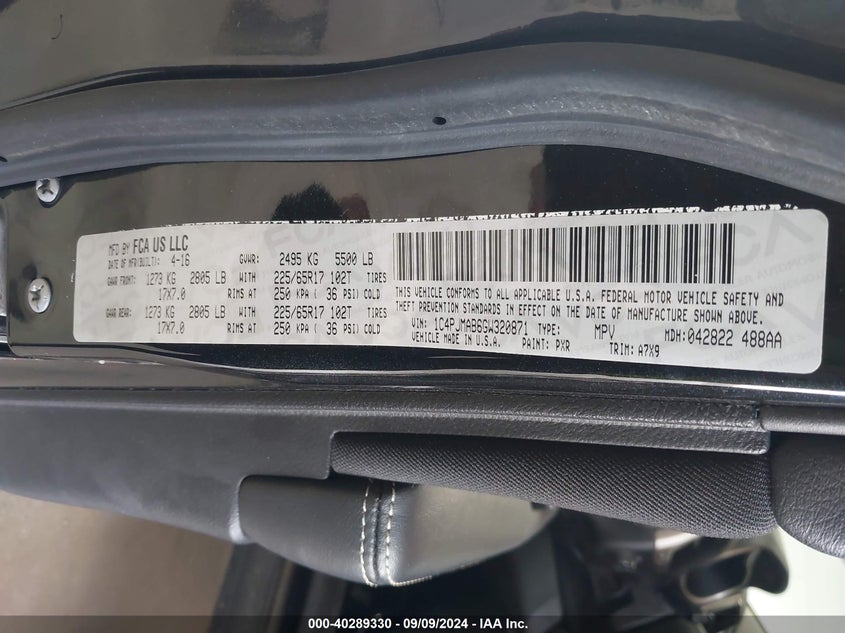 MFD BY FCA US LLC
DATE OF MFR(BUILT): 4-16 GVWR: 2495 KG 5500 LB
GAWR FRONT: 1273 KG 2805 LB WITH 225/65R17 102T TIRES
17X7.0 RIMS AT 250 KPA ( 36 PSI) COLD
GAWR REAR: 1273 KG 2805 LB WITH 225/65R17 102T TIRES
17X7.0 RIMS AT 250 KPA ( 36 PSI) COLD
THIS VEHICLE CONFORMS TO ALL APPLICABLE U.S.A. FEDERAL MOTOR VEHICLE SAFETY AND
THEFT PREVENTION STANDARDS IN EFFECT ON THE DATE OF MANUFACTURE SHOWN ABOVE.
VIN: 1C4PJMAB6GW320871 TYPE: MPV MDH:042822 488AA
VEHICLE MADE IN U.S.A. PAINT: PXR TRIM: A7X9
000-40289330 - 09/09/2024 - IAA Inc.